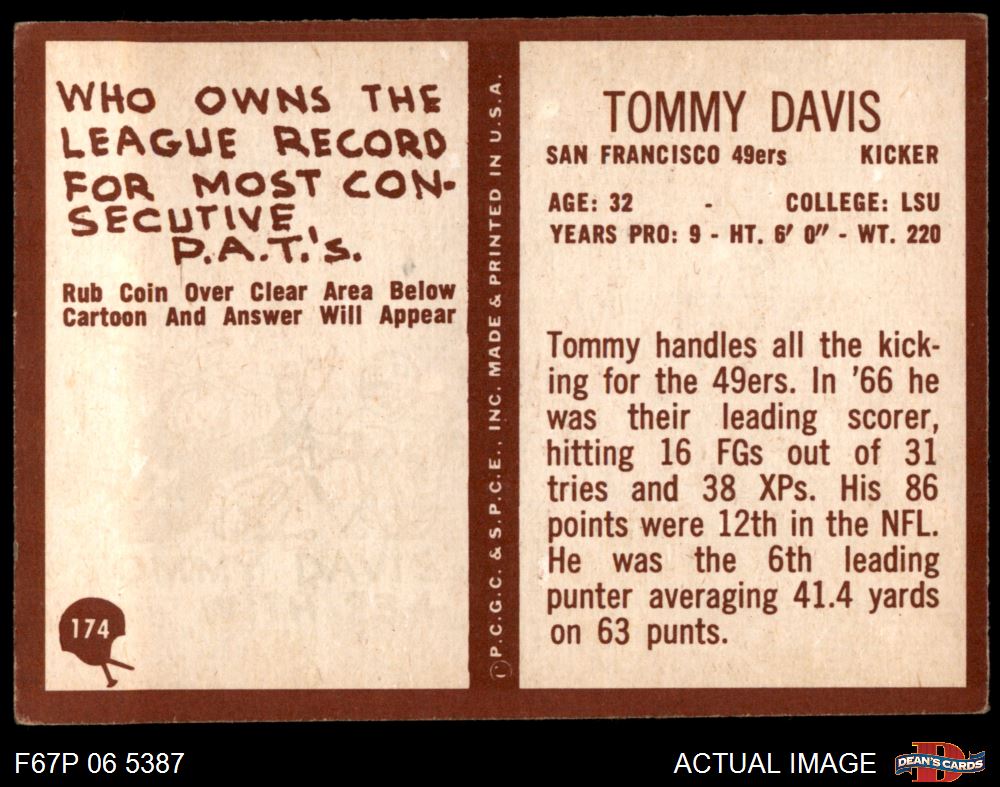 WHO OWNS THE
LEAGUE RECORD
FOR MOST CON-
SECUTIVE
P.A.T.'s.
Rub Coin Over Clear Area Below
Cartoon And Answer Will Appear
TOMMY DAVIS
174
P.C.G.C. & S.P.C.E., INC. MADE & PRINTED IN U.S.A.
TOMMY DAVIS
SAN FRANCISCO 49ers KICKER
AGE: 32 - COLLEGE: LSU
YEARS PRO: 9 - HT. 6' 0" - WT. 220
Tommy handles all the kick-
ing for the 49ers. In '66 he
was their leading scorer,
hitting 16 FGs out of 31
tries and 38 XPs. His 86
points were 12th in the NFL.
He was the 6th leading
punter averaging 41.4 yards
on 63 punts.
F67P 06 5387
ACTUAL IMAGE
D
DEAN'S CARDS